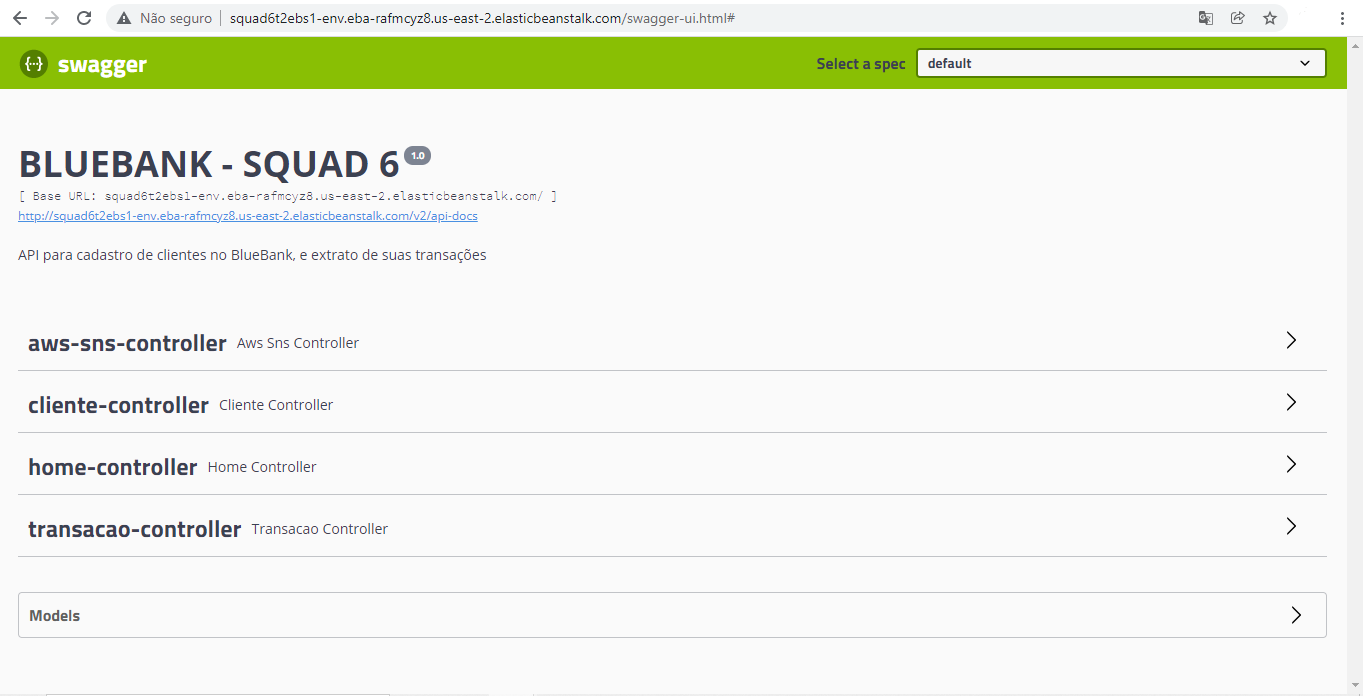 Não seguro squad6t2ebs1-env.eba-rafmcyz8.us-east-2.elasticbeanstalk.com/swagger-ui.html#
{···} swagger Select a spec default
BLUEBANK - SQUAD 6 1.0
[ Base URL: squad6t2ebs1-env.eba-rafmcyz8.us-east-2.elasticbeanstalk.com/ ]
http://squad6t2ebs1-env.eba-rafmcyz8.us-east-2.elasticbeanstalk.com/v2/api-docs
API para cadastro de clientes no BlueBank, e extrato de suas transações
aws-sns-controller Aws Sns Controller
cliente-controller Cliente Controller
home-controller Home Controller
transacao-controller Transacao Controller
Models